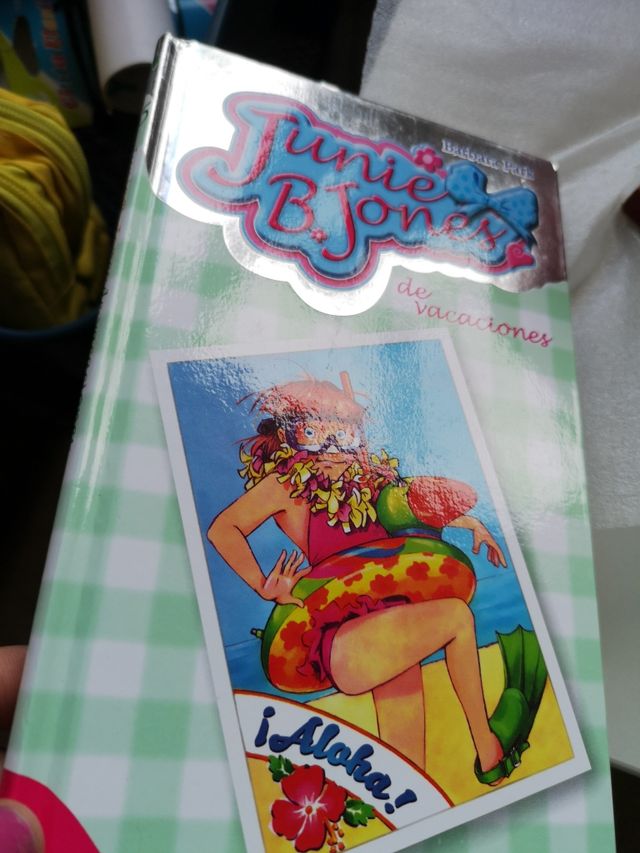 Barbara Park
Junie
B. Jones
de
vacaciones
¡Aloha!